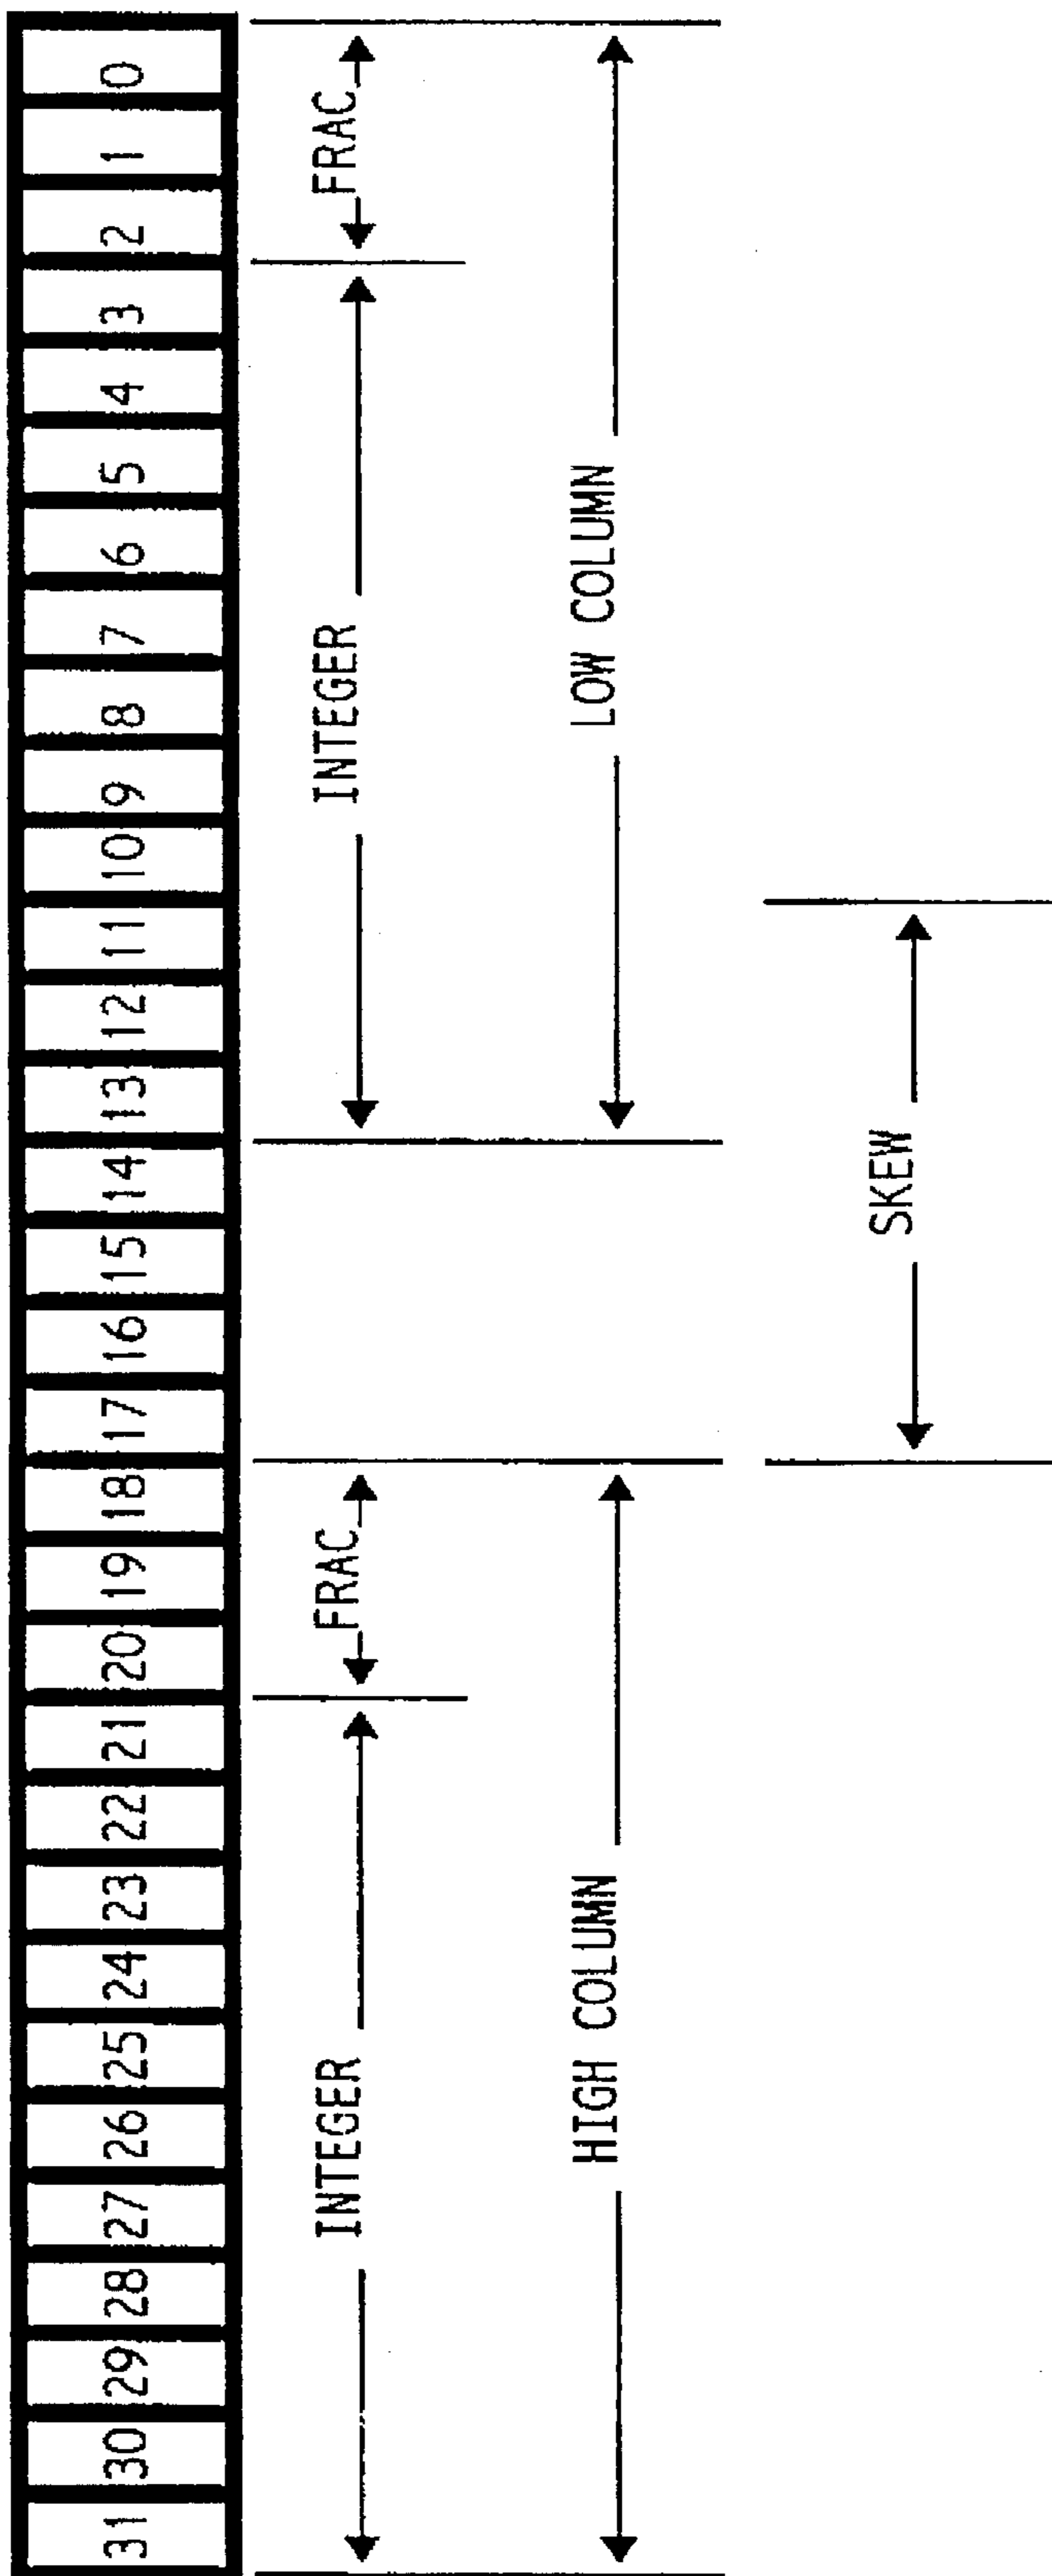 31 30 29 28 27 26 25 24 23 22 21 20 19 18 17 16 15 14 13 12 11 10 9 8 7 6 5 4 3 2 1 0
INTEGER FRAC INTEGER FRAC
HIGH COLUMN LOW COLUMN
SKEW